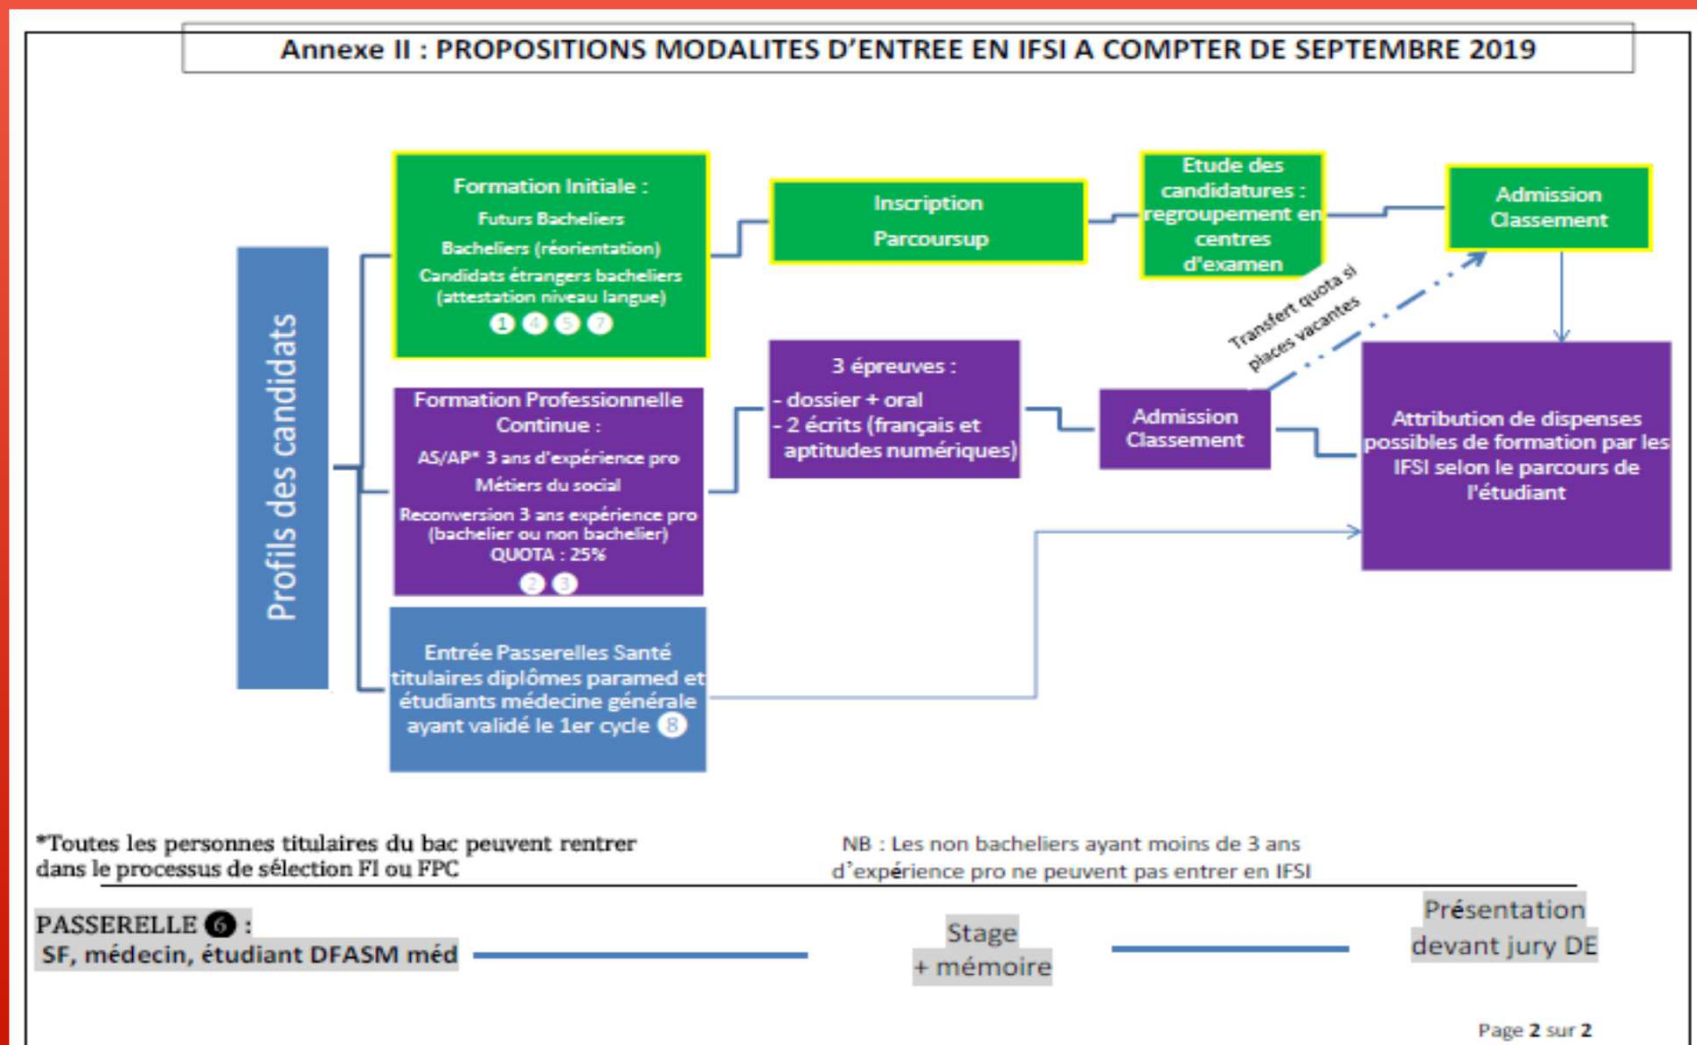 Annexe II : PROPOSITIONS MODALITES D’ENTREE EN IFSI A COMPTER DE SEPTEMBRE 2019
Profils des candidats
Formation Initiale :
Futurs Bacheliers
Bacheliers (réorientation)
Candidats étrangers bacheliers
(attestation niveau langue)
1 4 5 7
Inscription
Parcoursup
Etude des
candidatures :
regroupement en
centres
d'examen
Admission
Classement
Transfert quota si
places vacantes
Formation Professionnelle
Continue :
AS/AP* 3 ans d'expérience pro
Métiers du social
Reconversion 3 ans expérience pro
(bachelier ou non bachelier)
QUOTA : 25%
2 3
3 épreuves :
- dossier + oral
- 2 écrits (français et
aptitudes numériques)
Admission
Classement
Attribution de dispenses
possibles de formation par les
IFSI selon le parcours de
l'étudiant
Entrée Passerelles Santé
titulaires diplômes paramed et
étudiants médecine générale
ayant validé le 1er cycle 8
*Toutes les personnes titulaires du bac peuvent rentrer
dans le processus de sélection FI ou FPC
NB : Les non bacheliers ayant moins de 3 ans
d’expérience pro ne peuvent pas entrer en IFSI
PASSERELLE 6 :
SF, médecin, étudiant DFASM méd
Stage
+ mémoire
Présentation
devant jury DE
Page 2 sur 2